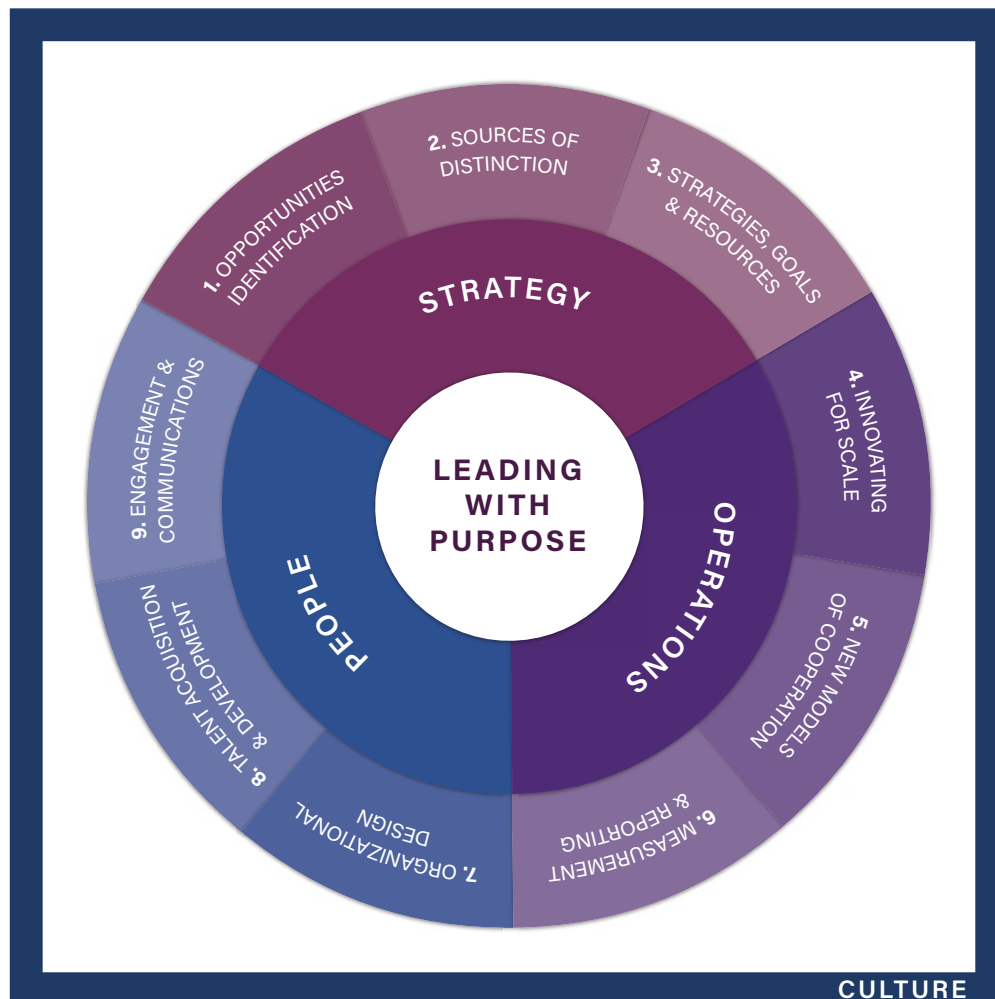 1. OPPORTUNITIES
IDENTIFICATION
2. SOURCES OF
DISTINCTION
3. STRATEGIES, GOALS
& RESOURCES
STRATEGY
4. INNOVATING
FOR SCALE
5. NEW MODELS
OF COOPERATION
6. MEASUREMENT
& REPORTING
OPERATIONS
7. ORGANIZATIONAL
DESIGN
8. TALENT ACQUISITION
& DEVELOPMENT
9. ENGAGEMENT &
COMMUNICATIONS
PEOPLE
LEADING
WITH
PURPOSE
CULTURE